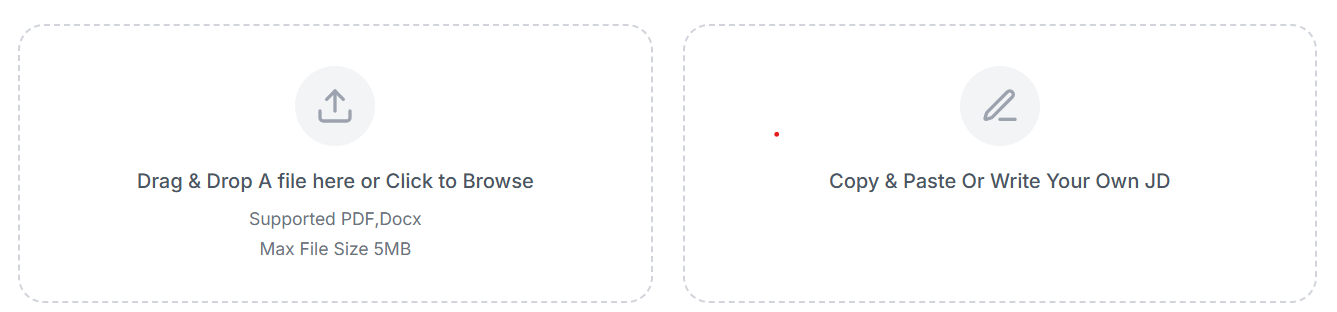 Drag & Drop A file here or Click to Browse
Supported PDF,Docx
Max File Size 5MB
Copy & Paste Or Write Your Own JD